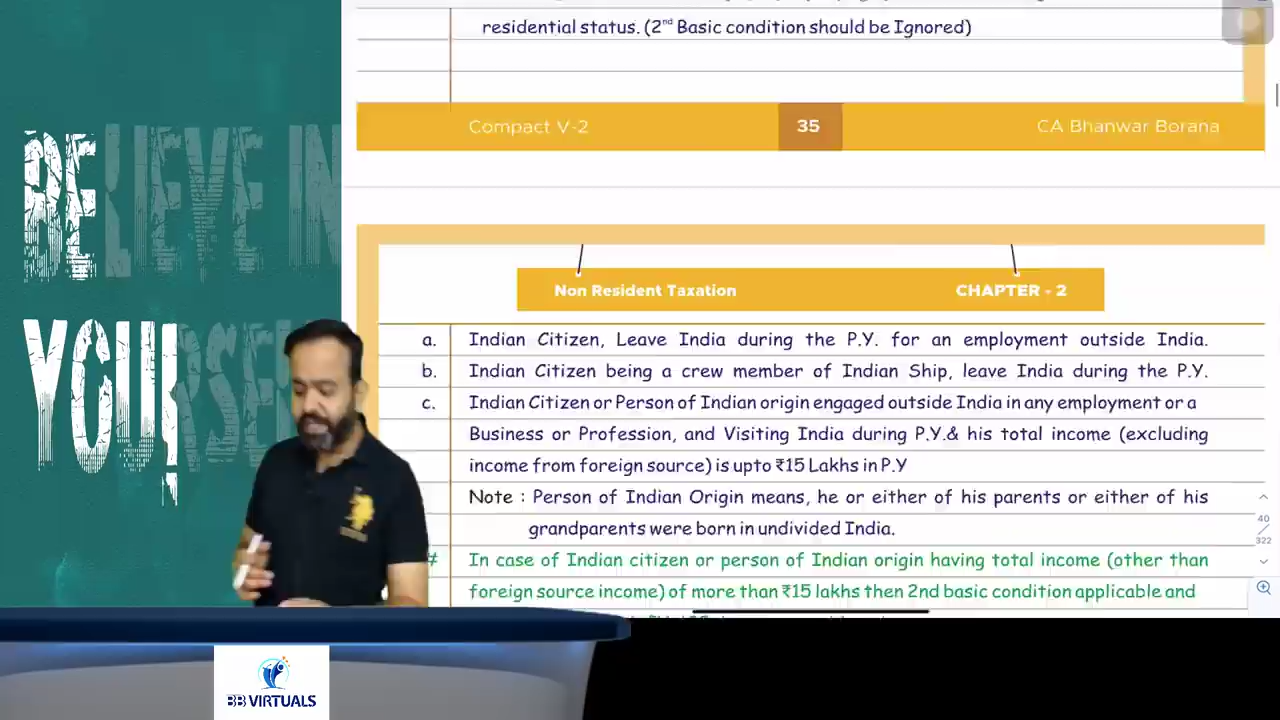 residential status. (2nd Basic condition should be Ignored)
Compact V-2 35 CA Bhanwar Borana
Non Resident Taxation CHAPTER - 2
a. Indian Citizen, Leave India during the P.Y. for an employment outside India.
b. Indian Citizen being a crew member of Indian Ship, leave India during the P.Y.
c. Indian Citizen or Person of Indian origin engaged outside India in any employment or a
Business or Profession, and Visiting India during P.Y.& his total income (excluding
income from foreign source) is upto ₹15 Lakhs in P.Y
Note : Person of Indian Origin means, he or either of his parents or either of his
grandparents were born in undivided India.
# In case of Indian citizen or person of Indian origin having total income (other than
foreign source income) of more than ₹15 lakhs then 2nd basic condition applicable and
40
322
BELIEVE IN
YOURSE
BB VIRTUALS